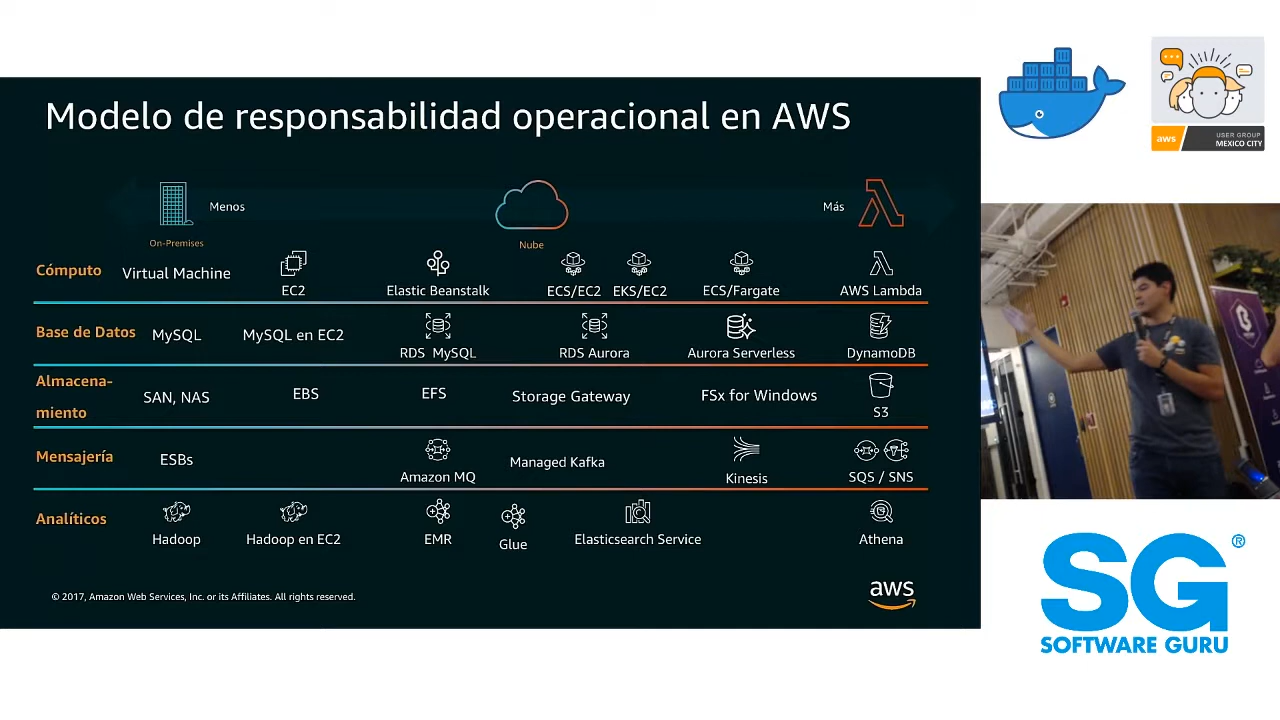 Modelo de responsabilidad operacional en AWS
Menos
Más
On-Premises
Nube
Cómputo
Virtual Machine
EC2
Elastic Beanstalk
ECS/EC2
EKS/EC2
ECS/Fargate
AWS Lambda
Base de Datos
MySQL
MySQL en EC2
RDS MySQL
RDS Aurora
Aurora Serverless
DynamoDB
Almacena-
miento
SAN, NAS
EBS
EFS
Storage Gateway
FSx for Windows
S3
Mensajería
ESBs
Amazon MQ
Managed Kafka
Kinesis
SQS / SNS
Analíticos
Hadoop
Hadoop en EC2
EMR
Glue
Elasticsearch Service
Athena
© 2017, Amazon Web Services, Inc. or its Affiliates. All rights reserved.
aws
aws
USER GROUP
MEXICO CITY
SG®
SOFTWARE GURU